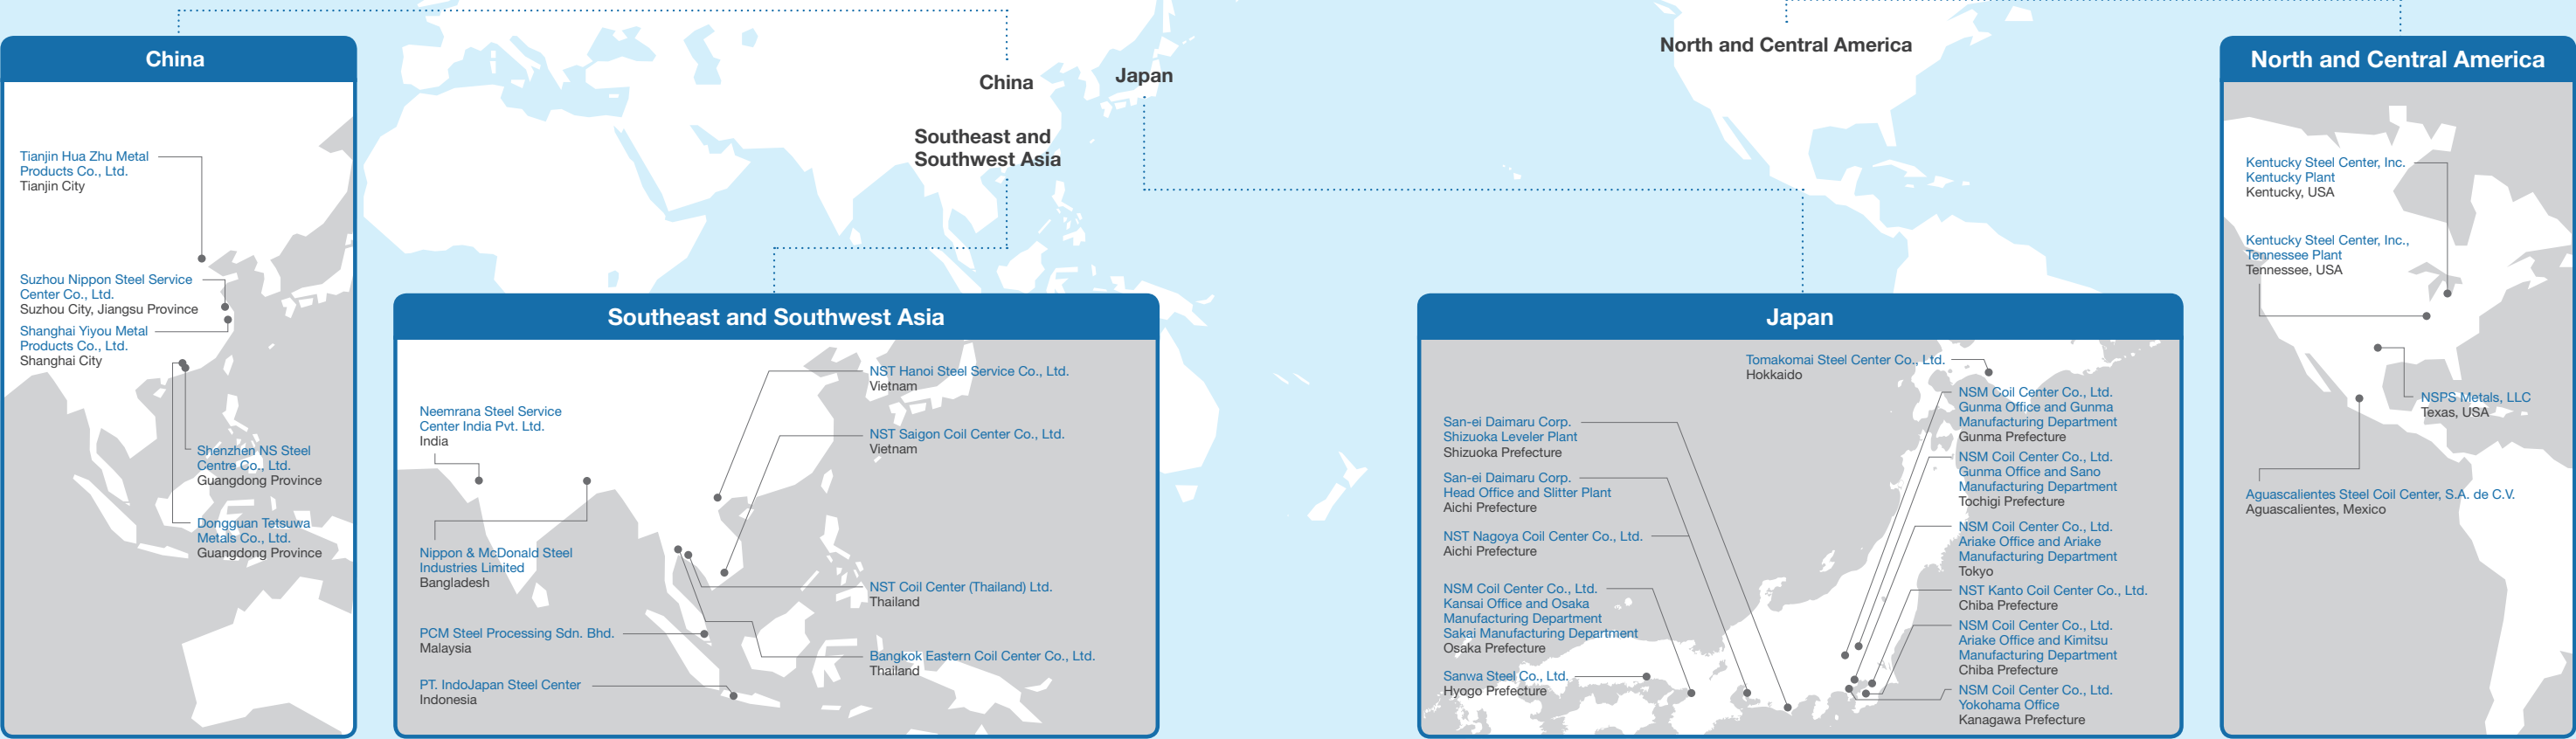 China
Japan
Southeast and
Southwest Asia
North and Central America
China
Tianjin Hua Zhu Metal
Products Co., Ltd.
Tianjin City
Suzhou Nippon Steel Service
Center Co., Ltd.
Suzhou City, Jiangsu Province
Shanghai Yiyou Metal
Products Co., Ltd.
Shanghai City
Shenzhen NS Steel
Centre Co., Ltd.
Guangdong Province
Dongguan Tetsuwa
Metals Co., Ltd.
Guangdong Province
Southeast and Southwest Asia
Neemrana Steel Service
Center India Pvt. Ltd.
India
Nippon & McDonald Steel
Industries Limited
Bangladesh
PCM Steel Processing Sdn. Bhd.
Malaysia
PT. IndoJapan Steel Center
Indonesia
NST Hanoi Steel Service Co., Ltd.
Vietnam
NST Saigon Coil Center Co., Ltd.
Vietnam
NST Coil Center (Thailand) Ltd.
Thailand
Bangkok Eastern Coil Center Co., Ltd.
Thailand
Japan
Tomakomai Steel Center Co., Ltd.
Hokkaido
San-ei Daimaru Corp.
Shizuoka Leveler Plant
Shizuoka Prefecture
San-ei Daimaru Corp.
Head Office and Slitter Plant
Aichi Prefecture
NST Nagoya Coil Center Co., Ltd.
Aichi Prefecture
NSM Coil Center Co., Ltd.
Kansai Office and Osaka
Manufacturing Department
Sakai Manufacturing Department
Osaka Prefecture
Sanwa Steel Co., Ltd.
Hyogo Prefecture
NSM Coil Center Co., Ltd.
Gunma Office and Gunma
Manufacturing Department
Gunma Prefecture
NSM Coil Center Co., Ltd.
Gunma Office and Sano
Manufacturing Department
Tochigi Prefecture
NSM Coil Center Co., Ltd.
Ariake Office and Ariake
Manufacturing Department
Tokyo
NST Kanto Coil Center Co., Ltd.
Chiba Prefecture
NSM Coil Center Co., Ltd.
Ariake Office and Kimitsu
Manufacturing Department
Chiba Prefecture
NSM Coil Center Co., Ltd.
Yokohama Office
Kanagawa Prefecture
North and Central America
Kentucky Steel Center, Inc.
Kentucky Plant
Kentucky, USA
Kentucky Steel Center, Inc.,
Tennessee Plant
Tennessee, USA
NSPS Metals, LLC
Texas, USA
Aguascalientes Steel Coil Center, S.A. de C.V.
Aguascalientes, Mexico